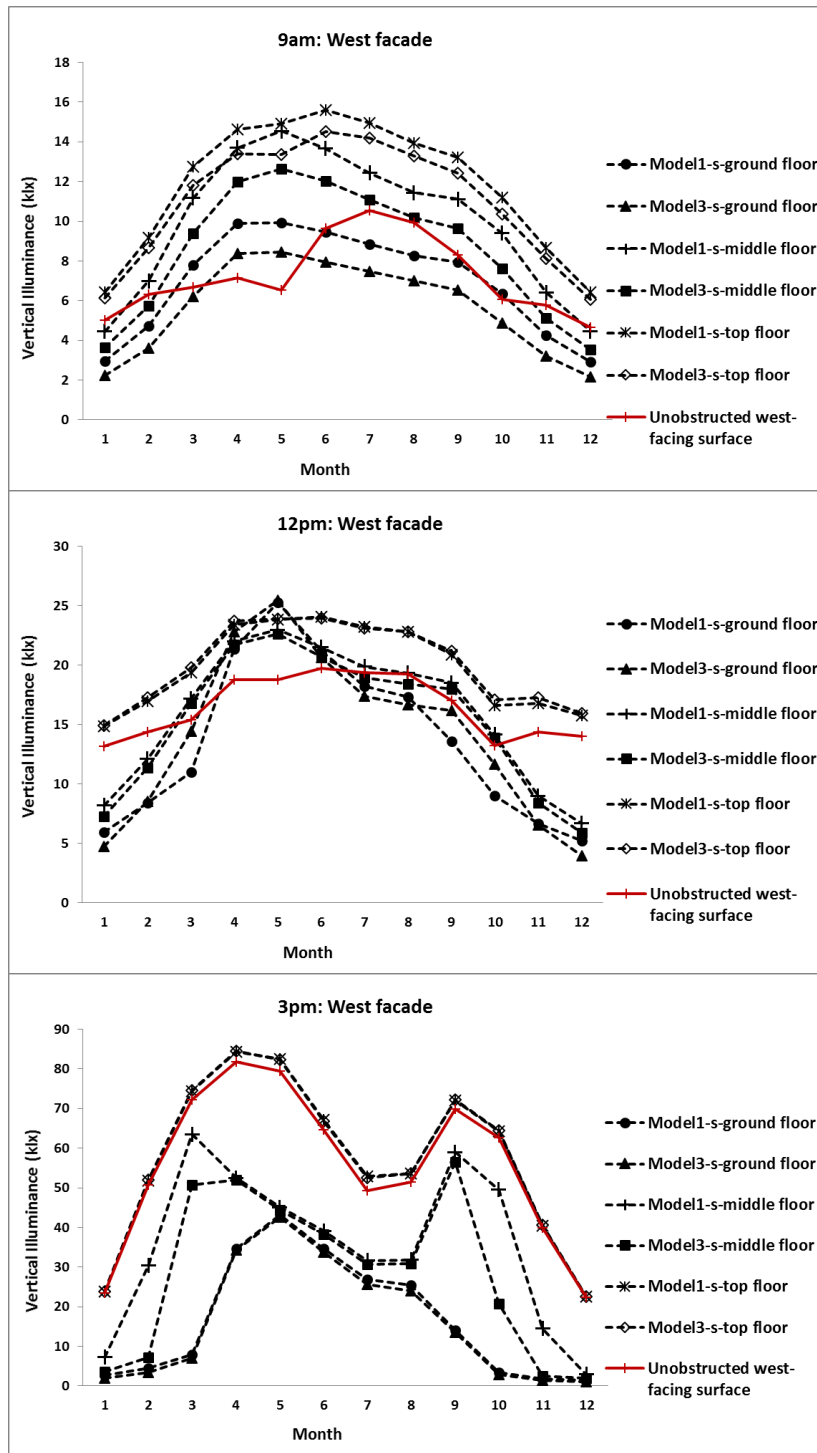 9am: West facade
Vertical Illuminance (klx)
18
16
14
12
10
8
6
4
2
0
1 2 3 4 5 6 7 8 9 10 11 12
Month
Model1-s-ground floor
Model3-s-ground floor
Model1-s-middle floor
Model3-s-middle floor
Model1-s-top floor
Model3-s-top floor
Unobstructed west-
facing surface
12pm: West facade
Vertical Illuminance (klx)
30
25
20
15
10
5
0
1 2 3 4 5 6 7 8 9 10 11 12
Month
Model1-s-ground floor
Model3-s-ground floor
Model1-s-middle floor
Model3-s-middle floor
Model1-s-top floor
Model3-s-top floor
Unobstructed west-
facing surface
3pm: West facade
Vertical Illuminance (klx)
90
80
70
60
50
40
30
20
10
0
1 2 3 4 5 6 7 8 9 10 11 12
Month
Model1-s-ground floor
Model3-s-ground floor
Model1-s-middle floor
Model3-s-middle floor
Model1-s-top floor
Model3-s-top floor
Unobstructed west-
facing surface